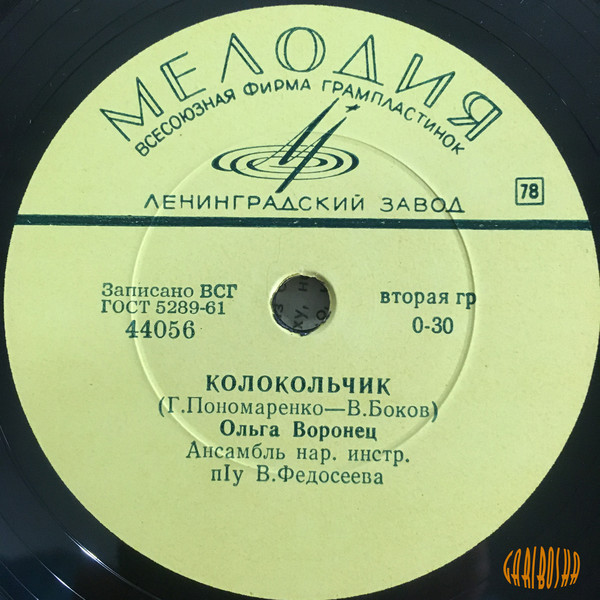 МЕЛОДИЯ
ВСЕСОЮЗНАЯ ФИРМА ГРАМПЛАСТИНОК
ЛЕНИНГРАДСКИЙ ЗАВОД
78
Записано ВСГ
ГОСТ 5289-61
44056
вторая гр
0-30
КОЛОКОЛЬЧИК
(Г.Пономаренко—В.Боков)
Ольга Воронец
Ансамбль нар. инстр.
пIу В.Федосеева
GARIBOSHA